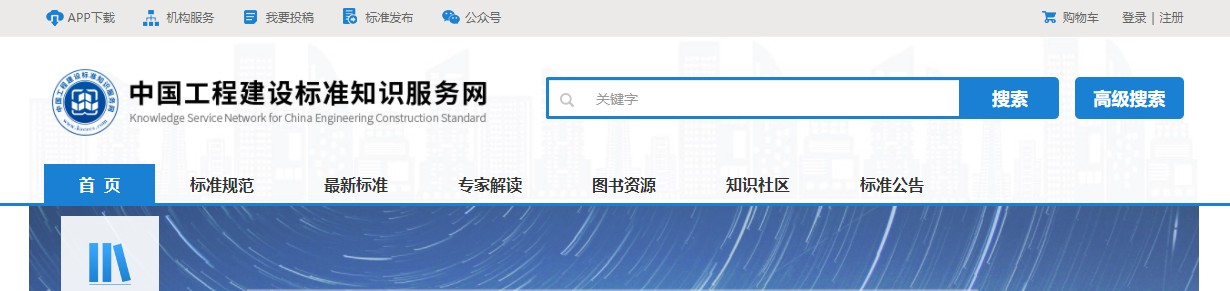 APP下载 机构服务 我要投稿 标准发布 公众号 购物车 登录 | 注册
中国工程建设标准知识服务网
Knowledge Service Network for China Engineering Construction Standard
关键字 搜索 高级搜索
首 页 标准规范 最新标准 专家解读 图书资源 知识社区 标准公告